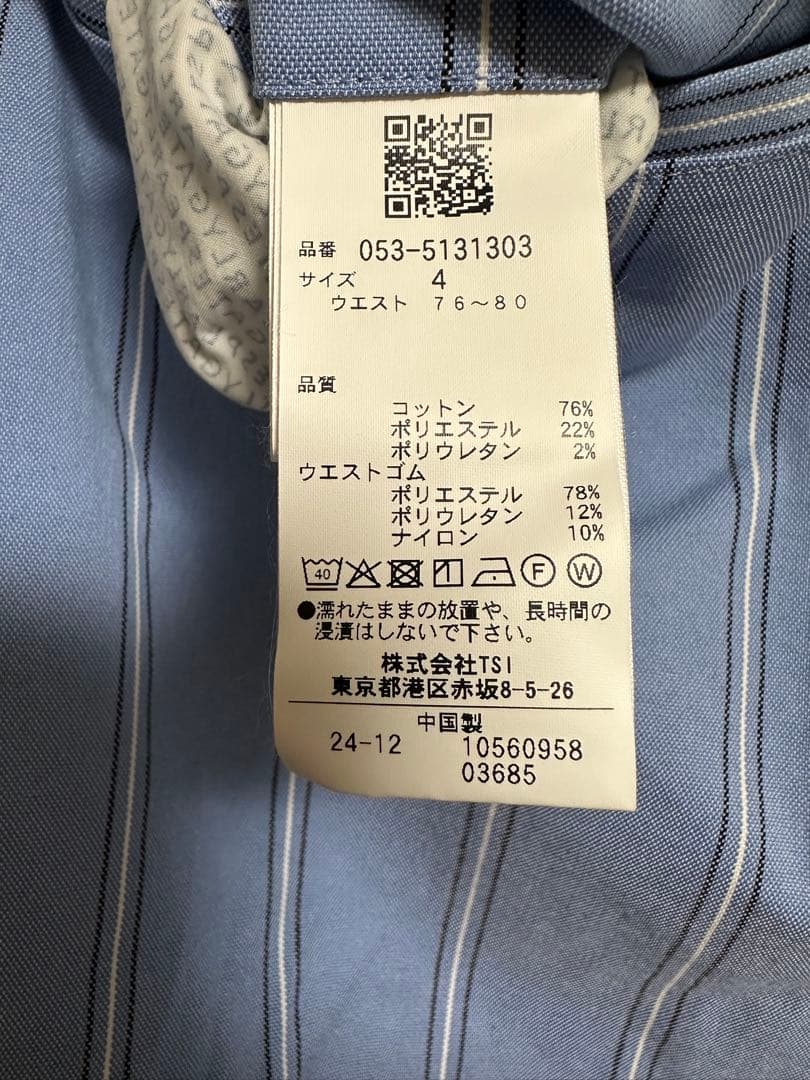 品番 053-5131303
サイズ 4
ウエスト 76～80
品質
コットン 76%
ポリエステル 22%
ポリウレタン 2%
ウエストゴム
ポリエステル 78%
ポリウレタン 12%
ナイロン 10%
40 F W
●濡れたままの放置や、長時間の
浸漬はしないで下さい。
株式会社TSI
東京都港区赤坂8-5-26
中国製
24-12 10560958
03685